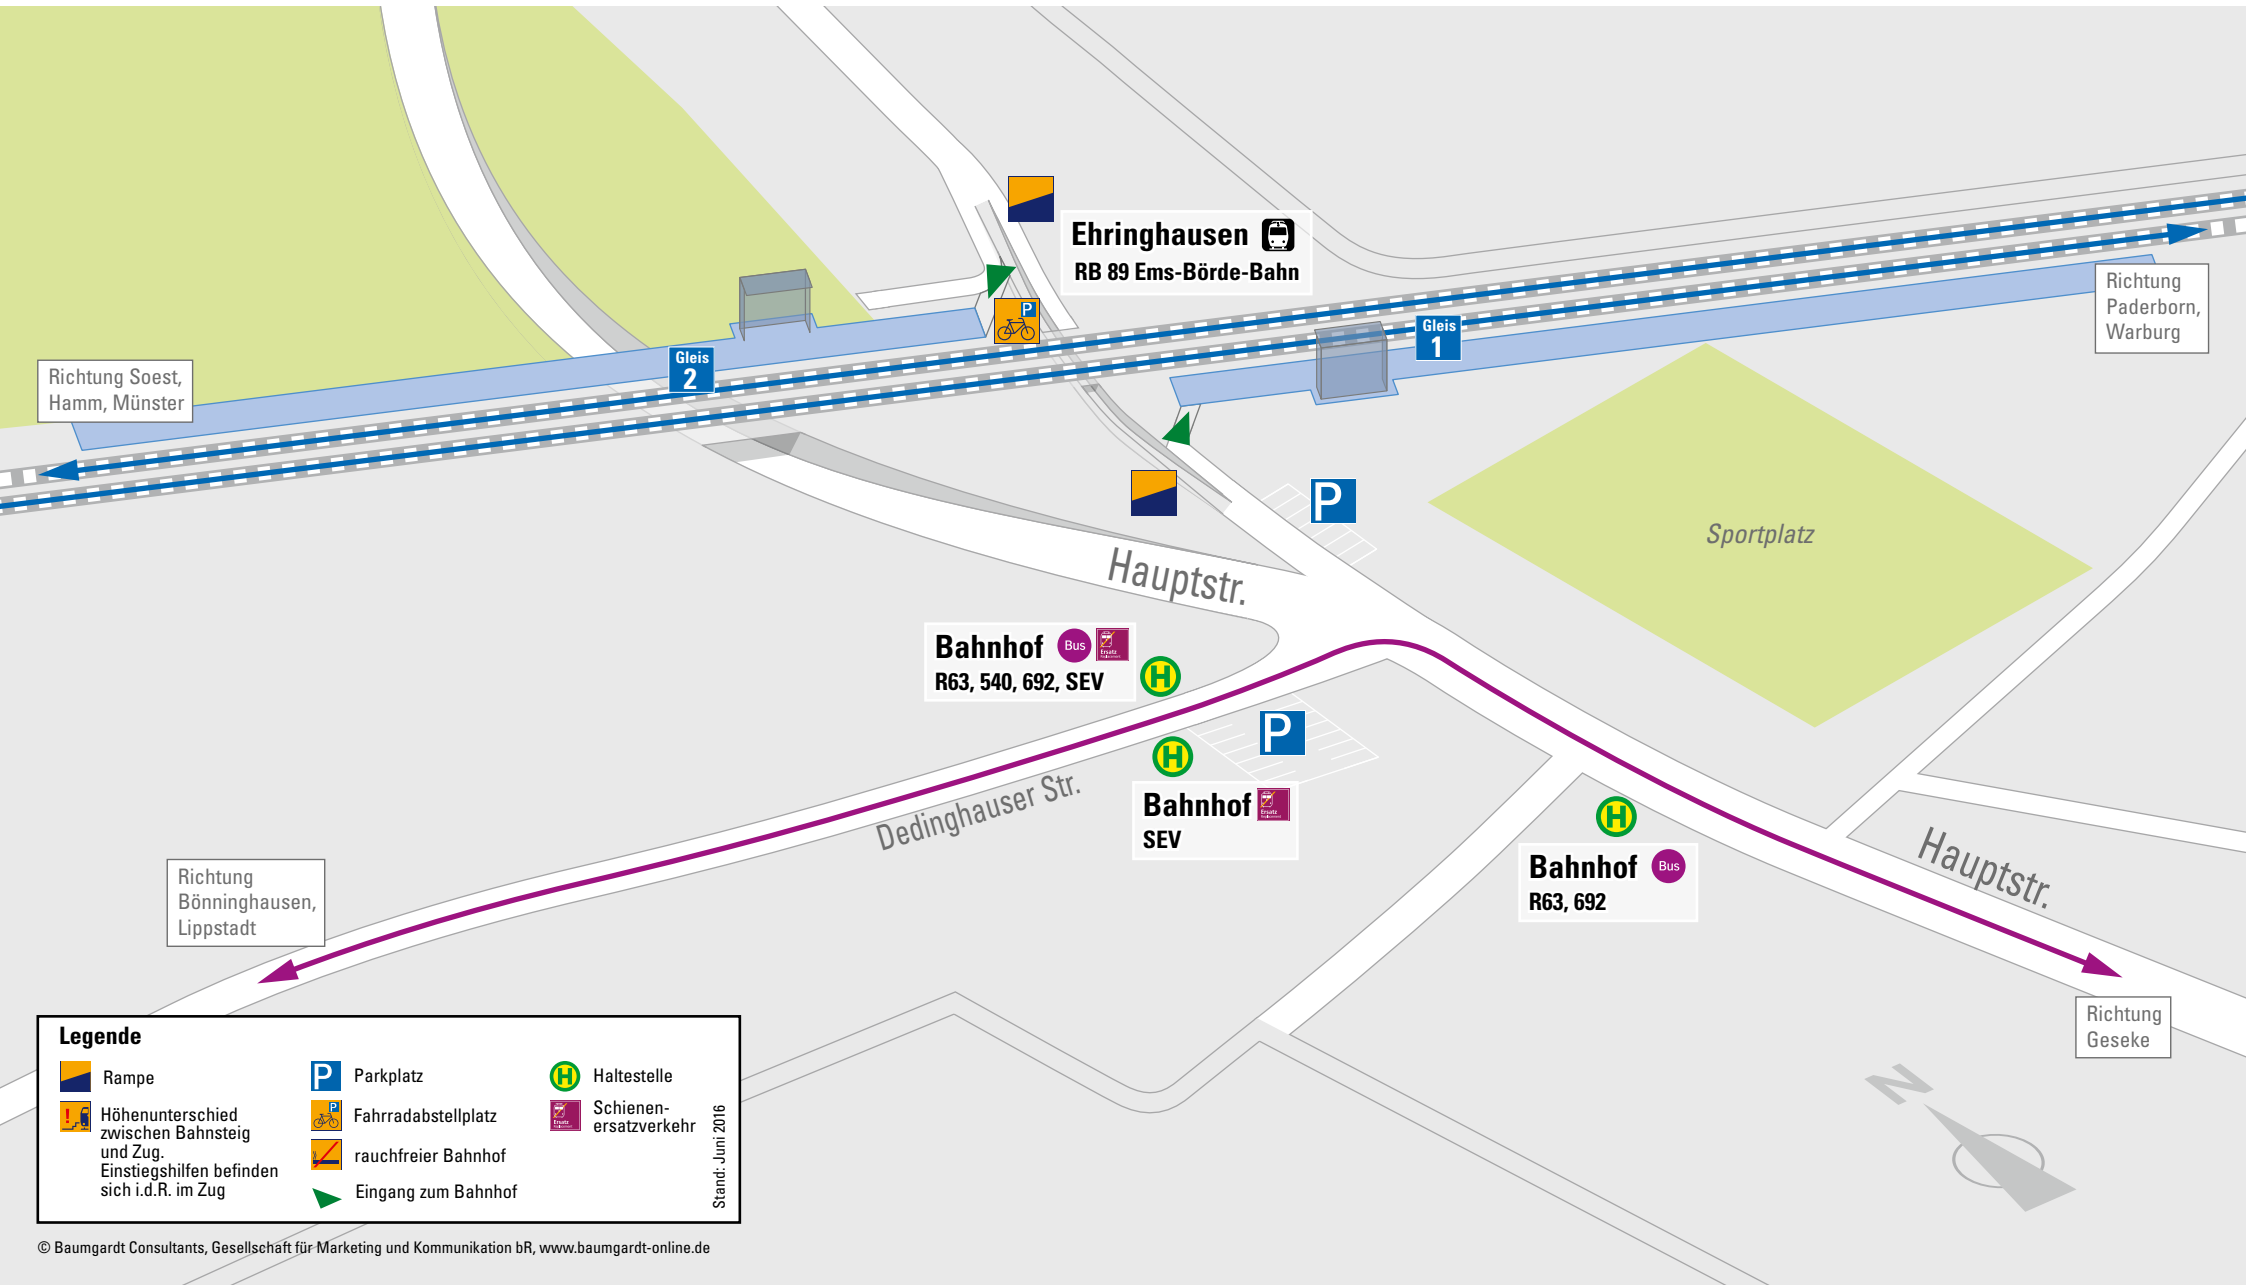 Ehringhausen
RB 89 Ems-Börde-Bahn
P
Gleis
1
Gleis
2
Richtung
Paderborn,
Warburg
Richtung Soest,
Hamm, Münster
P
Sportplatz
Hauptstr.
Bahnhof Bus Ersatz
R63, 540, 692, SEV
H
P
H
Dedinghauser Str.
Bahnhof Ersatz
SEV
H
Bahnhof Bus
R63, 692
Hauptstr.
Richtung
Bönninghausen,
Lippstadt
Richtung
Geseke
N
Legende
Rampe
Höhenunterschied
zwischen Bahnsteig
und Zug.
Einstiegshilfen befinden
sich i.d.R. im Zug
P Parkplatz
P Fahrradabstellplatz
rauchfreier Bahnhof
Eingang zum Bahnhof
H Haltestelle
Ersatz Schienen-
ersatzverkehr
Stand: Juni 2016
© Baumgardt Consultants, Gesellschaft für Marketing und Kommunikation bR, www.baumgardt-online.de